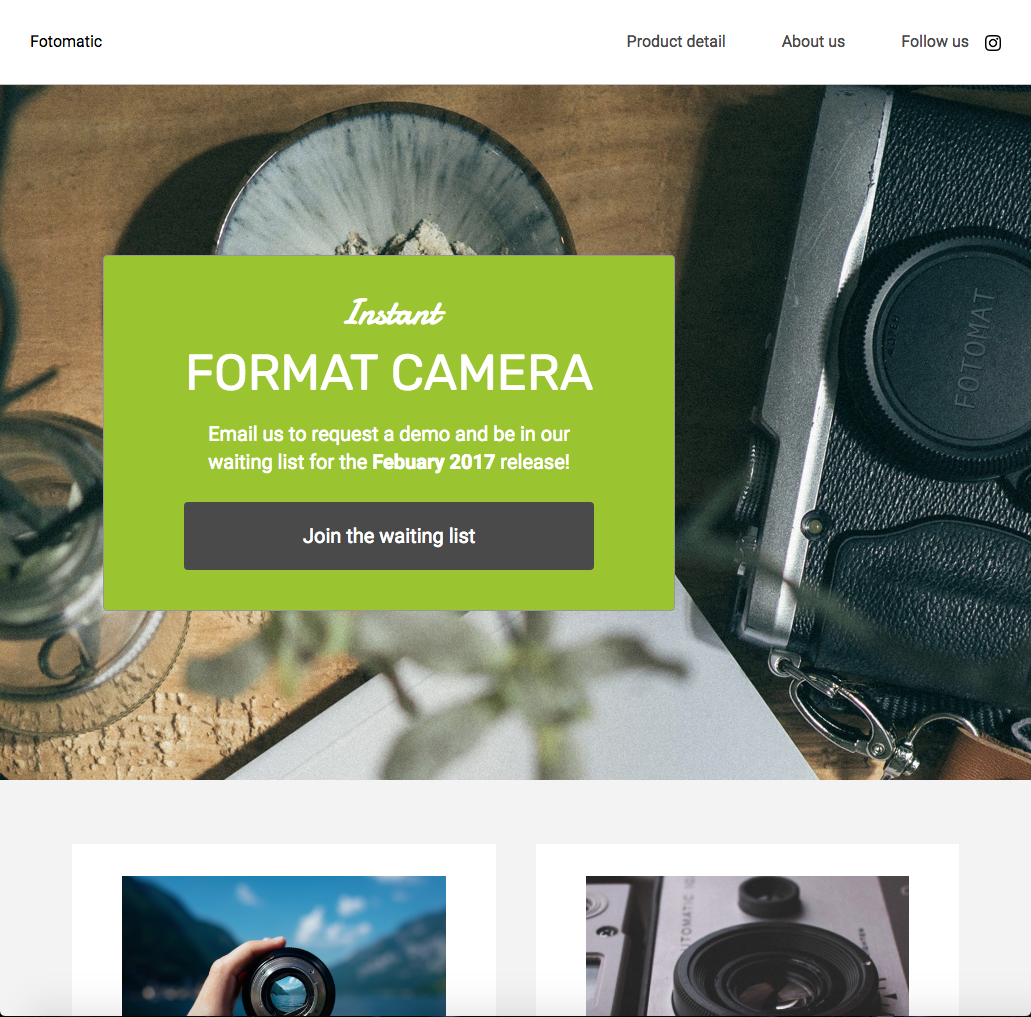 Fotomatic
Product detail
About us
Follow us
Instant
FORMAT CAMERA
Email us to request a demo and be in our
waiting list for the Febuary 2017 release!
Join the waiting list
FOTOMAT